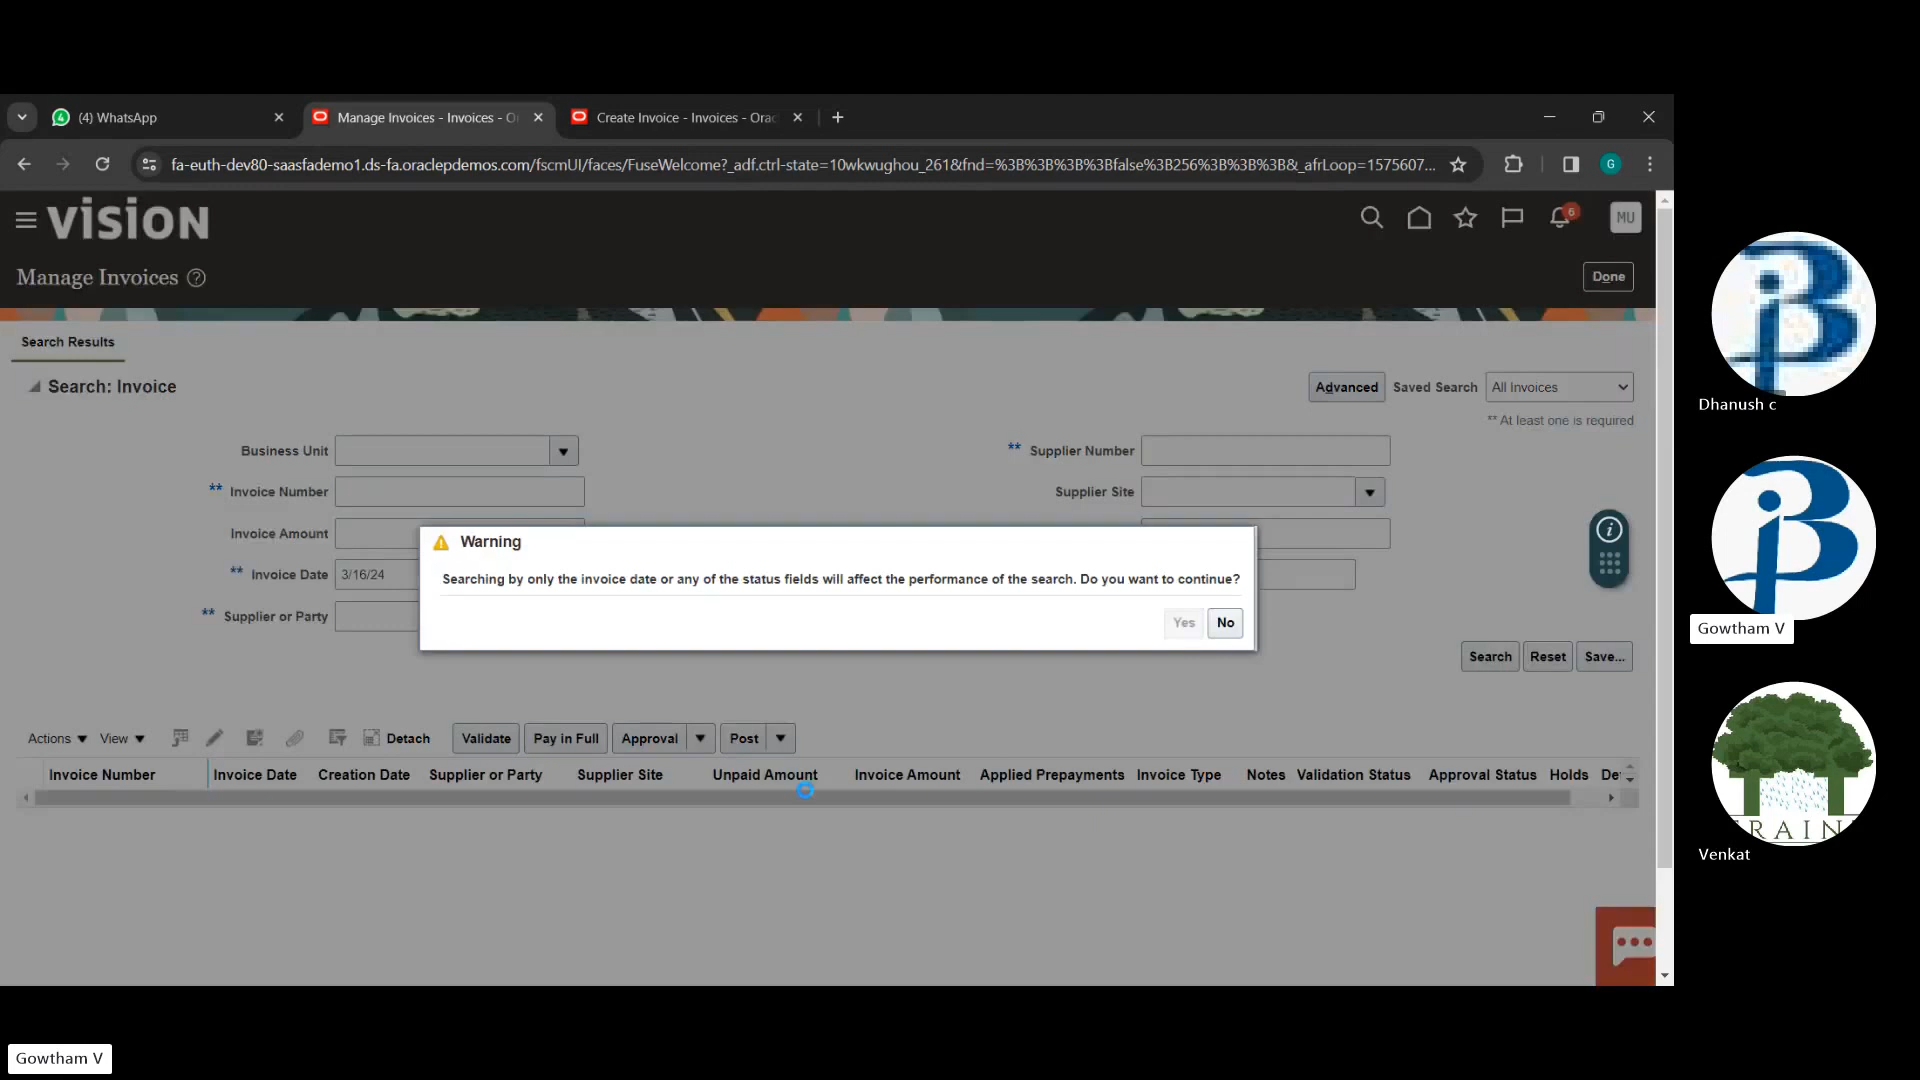 (4) WhatsApp
Manage Invoices - Invoices - O
Create Invoice - Invoices - Orac
fa-euth-dev80-saasfademo1.ds-fa.oraclepdemos.com/fscmUI/faces/FuseWelcome?_adf.ctrl-state=10wkwughou_261&fnd=%3B%3B%3B%3Bfalse%3B256%3B%3B%3B&_afrLoop=1575607...
G
VISION
6
MU
Manage Invoices ?
Done
Search Results
Search: Invoice
Advanced Saved Search All Invoices
** At least one is required
Business Unit
** Supplier Number
** Invoice Number
Supplier Site
Invoice Amount
** Invoice Date 3/16/24
** Supplier or Party
Warning
Searching by only the invoice date or any of the status fields will affect the performance of the search. Do you want to continue?
Yes No
Search Reset Save...
Actions View Detach Validate Pay in Full Approval Post
Invoice Number Invoice Date Creation Date Supplier or Party Supplier Site Unpaid Amount Invoice Amount Applied Prepayments Invoice Type Notes Validation Status Approval Status Holds De
Dhanush c
Gowtham V
RAIN
Venkat
Gowtham V